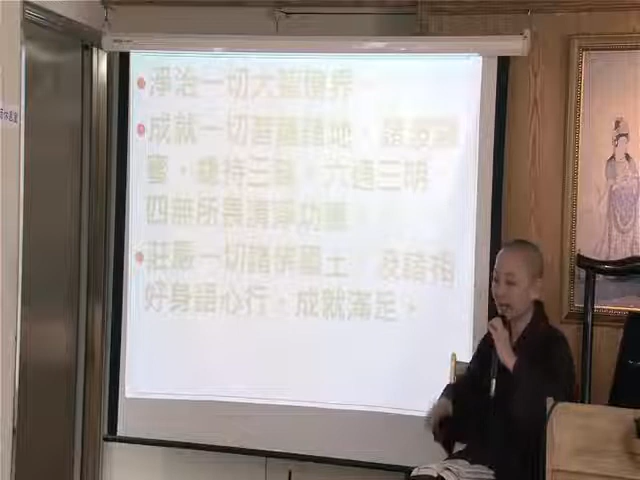 淨治一切大界
成就一切菩薩諸地,諸波羅
蜜,總持三昧,六通三明,
四無所畏清淨功德,
莊嚴一切諸佛國土,及諸相
好身語心行,成就滿足。